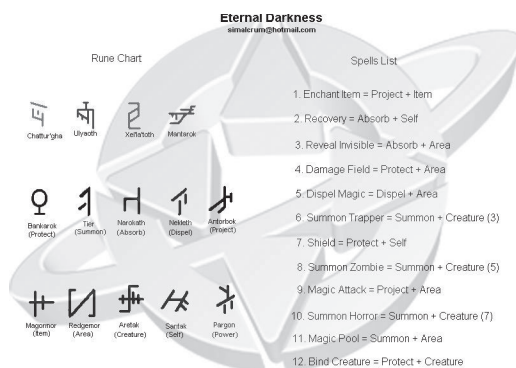 Eternal Darkness
simalcrum@hotmail.com
Rune Chart
Chattur'gha Ulyaoth Xel'latoth Mantarok
Bankarok Tier Narokath Nekleth Antorbok
(Protect) (Summon) (Absorb) (Dispel) (Project)
Magormor Redgemor Aretak Santak Pargon
(Item) (Area) (Creature) (Self) (Power)
Spells List
1. Enchant Item = Project + Item
2. Recovery = Absorb + Self
3. Reveal Invisible = Absorb + Area
4. Damage Field = Protect + Area
5. Dispel Magic = Dispel + Area
6. Summon Trapper = Summon + Creature (3)
7. Shield = Protect + Self
8. Summon Zombie = Summon + Creature (5)
9. Magic Attack = Project + Area
10. Summon Horror = Summon + Creature (7)
11. Magic Pool = Summon + Area
12. Bind Creature = Protect + Creature